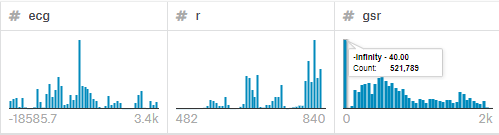 # ecg
# r
# gsr
-Infinity - 40.00
Count: 521,789
-18585.7 3.4k
482 840
0 2k